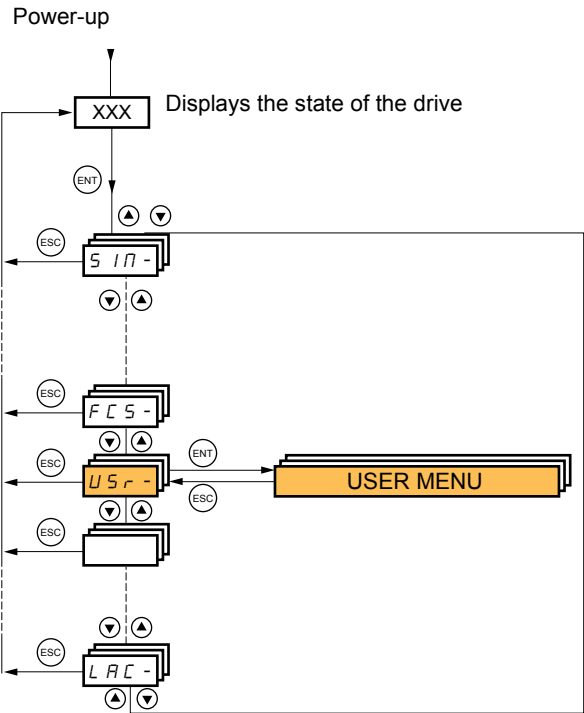 Power-up
XXX
Displays the state of the drive
ENT
ESC
SIM-
ESC
FCS-
ESC
ENT
USr-
USER MENU
ESC
ESC
ESC
LAC-